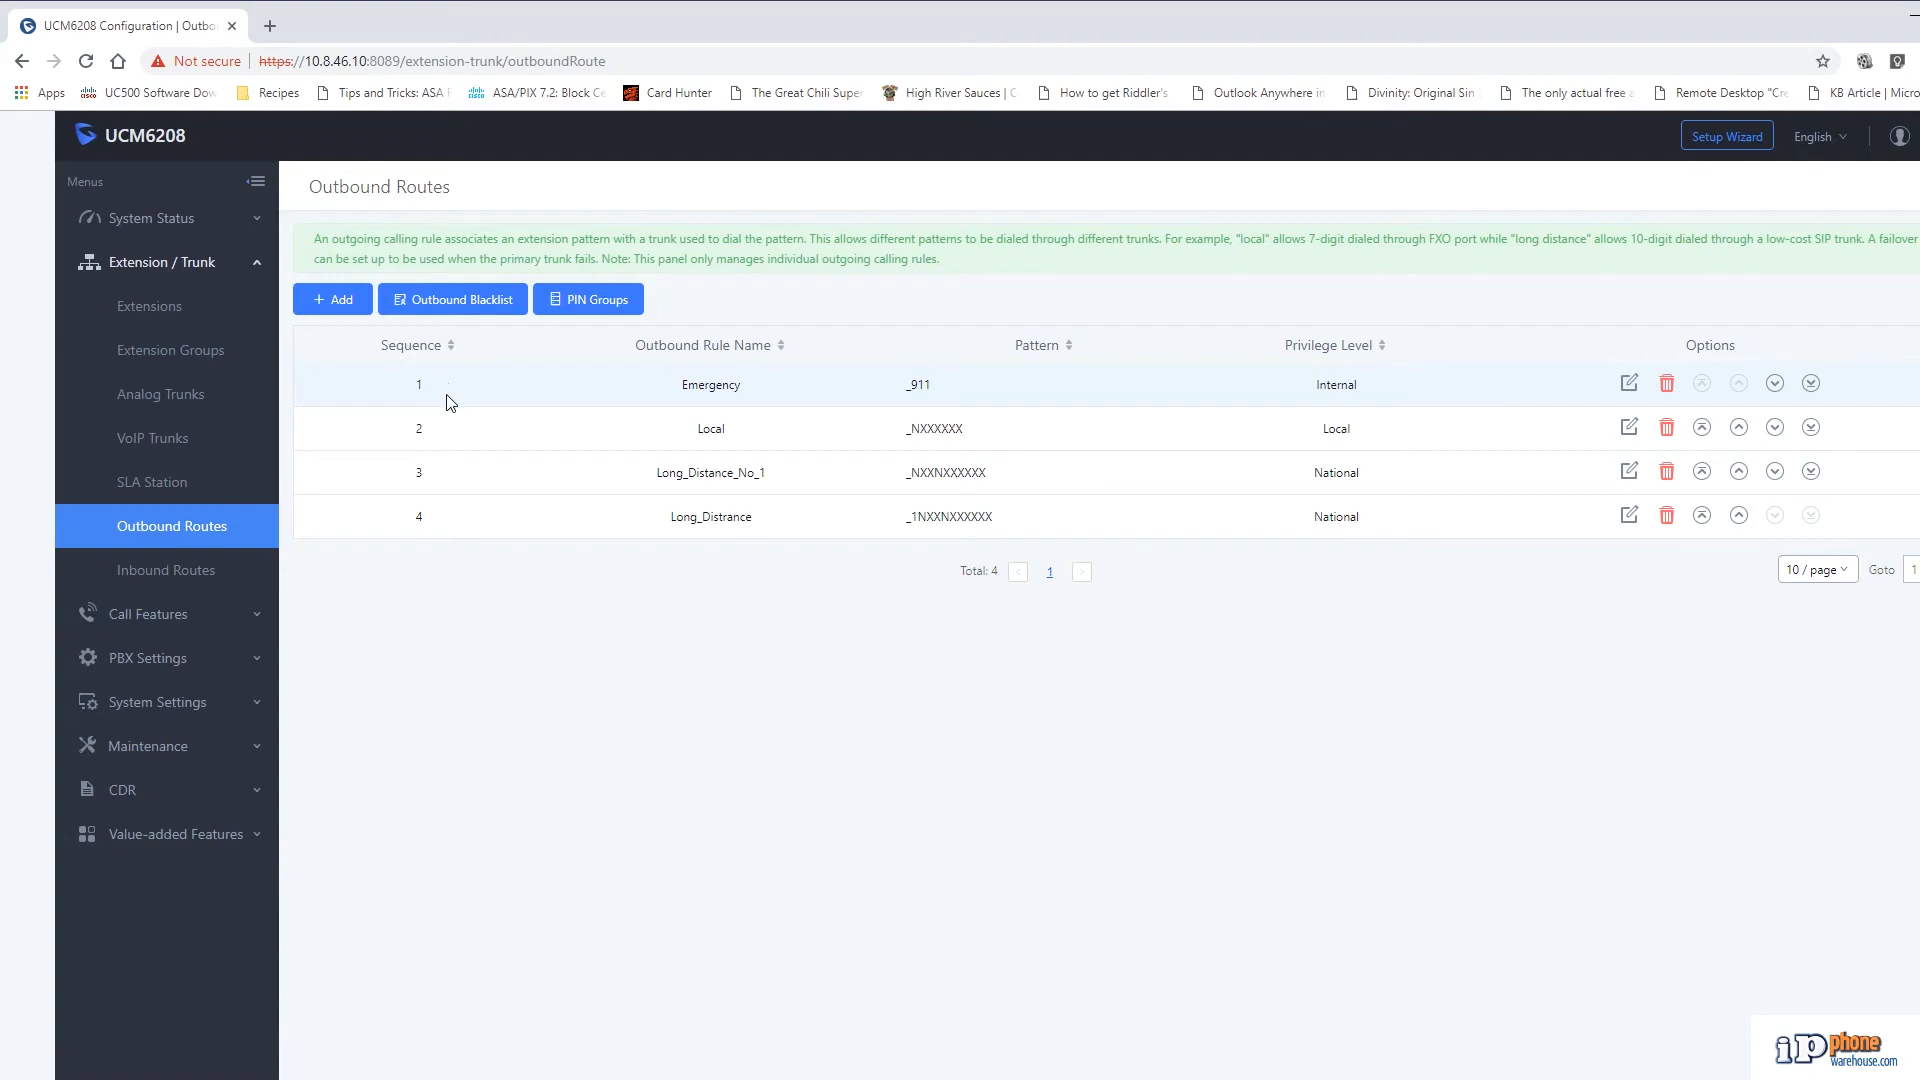 UCM6208 Configuration | Outbo
Not secure | https://10.8.46.10:8089/extension-trunk/outboundRoute
Apps
UC500 Software Dow
Recipes
Tips and Tricks: ASA
ASA/PIX 7.2: Block Ce
Card Hunter
The Great Chili Super
High River Sauces | C
How to get Riddler's
Outlook Anywhere in
Divinity: Original Sin
The only actual free a
Remote Desktop "Cre
KB Article | Micro
UCM6208
Setup Wizard
English
Menus
System Status
Extension / Trunk
Extensions
Extension Groups
Analog Trunks
VoIP Trunks
SLA Station
Outbound Routes
Inbound Routes
Call Features
PBX Settings
System Settings
Maintenance
CDR
Value-added Features
Outbound Routes
An outgoing calling rule associates an extension pattern with a trunk used to dial the pattern. This allows different patterns to be dialed through different trunks. For example, "local" allows 7-digit dialed through FXO port while "long distance" allows 10-digit dialed through a low-cost SIP trunk. A failover
can be set up to be used when the primary trunk fails. Note: This panel only manages individual outgoing calling rules.
+ Add
Outbound Blacklist
PIN Groups
Sequence Outbound Rule Name Pattern Privilege Level Options
1 Emergency _911 Internal
2 Local _NXXXXXX Local
3 Long_Distance_No_1 _NXXNXXXXXX National
4 Long_Distrance _1NXXNXXXXXX National
Total: 4 < 1 >
10 / page Goto 1
ip phone
warehouse.com